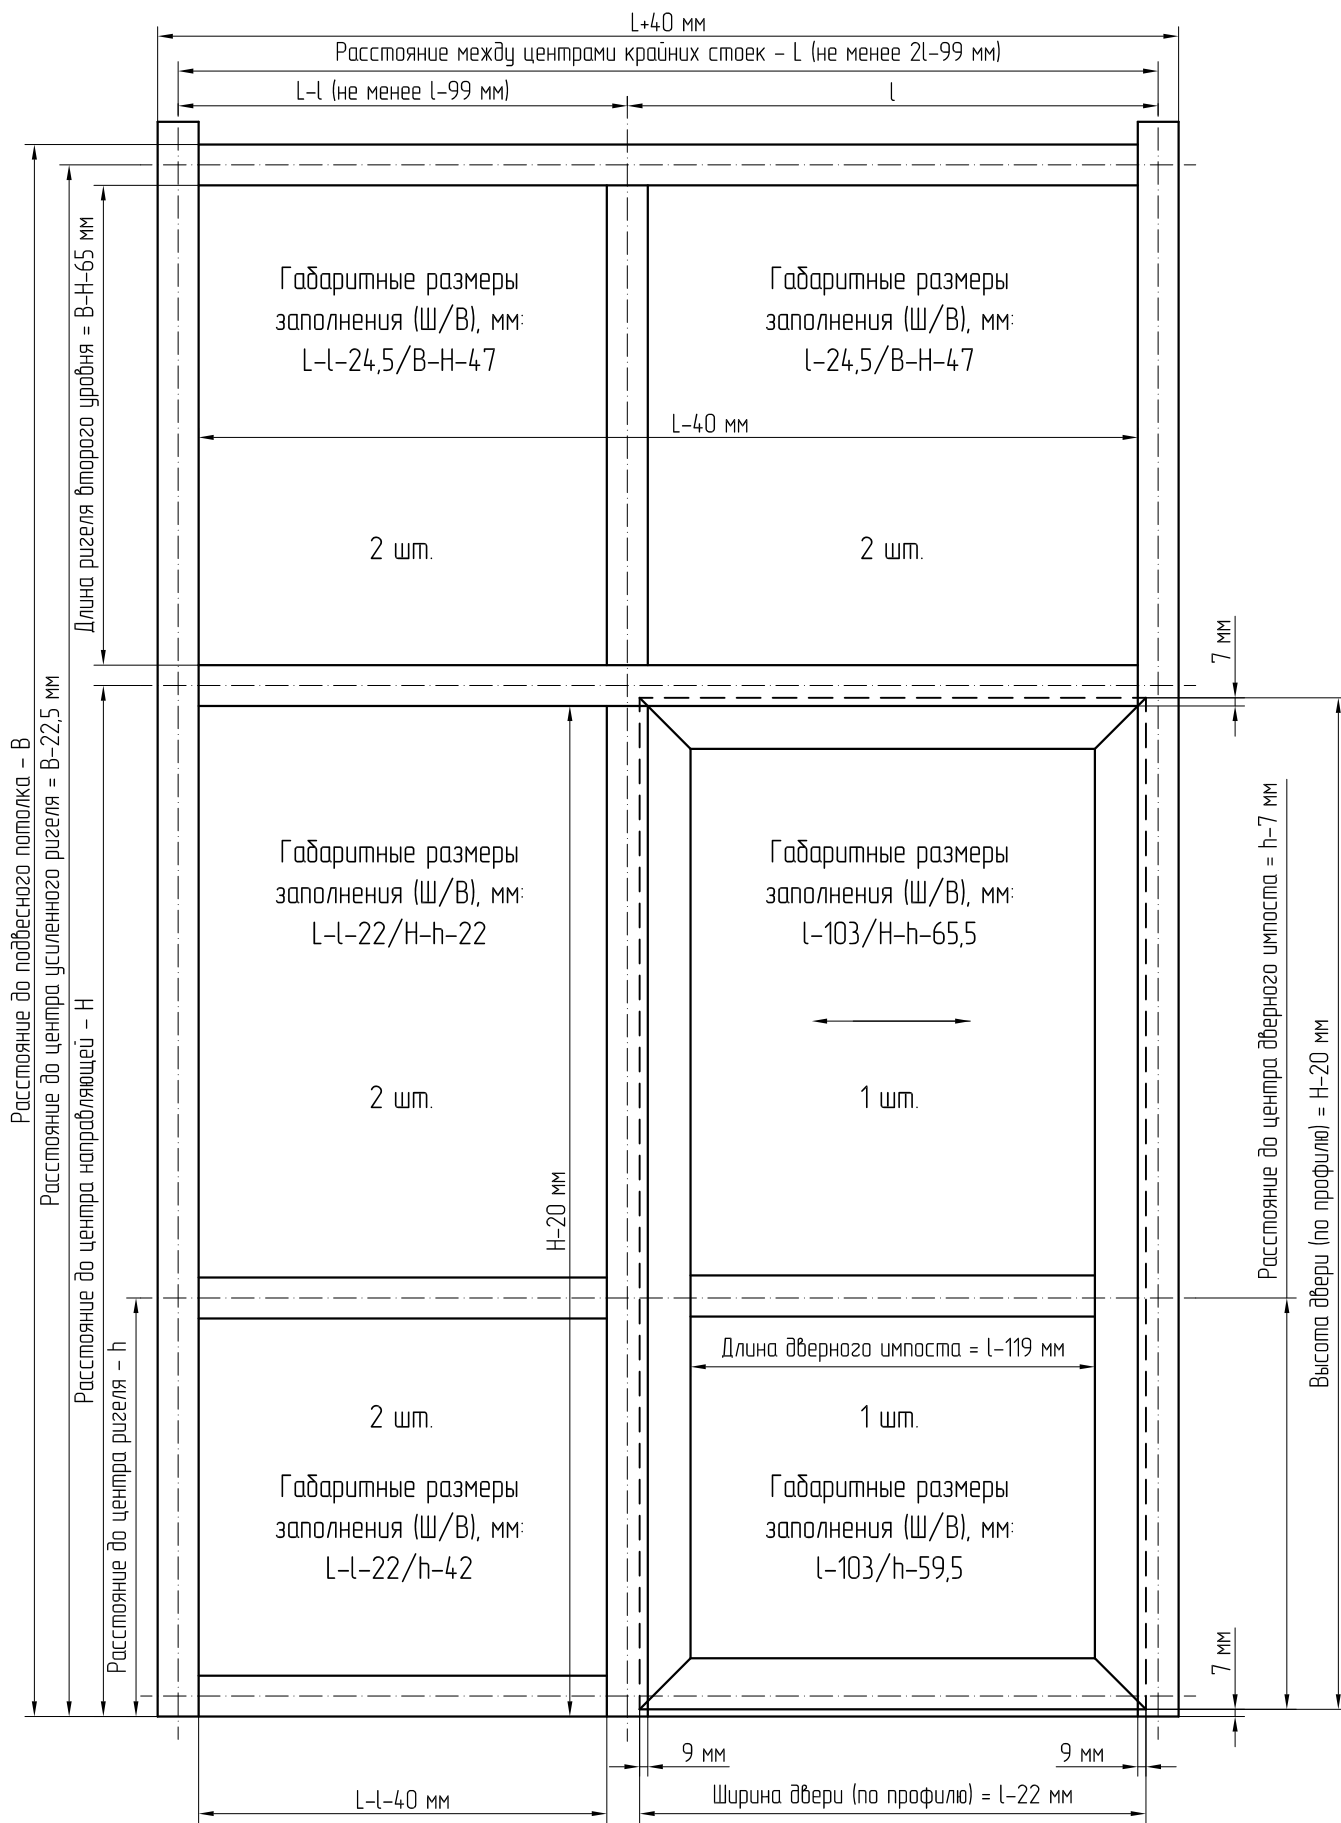 L+40 мм
Расстояние между центрами крайних стоек – L (не менее 2l–99 мм)
L–l (не менее l–99 мм)
l
Габаритные размеры
заполнения (Ш/В), мм:
L–l–24,5/B–H–47
2 шт.
Габаритные размеры
заполнения (Ш/В), мм:
l–24,5/B–H–47
2 шт.
L–40 мм
7 мм
Расстояние до подвесного потолка – B
Расстояние до центра усиленного ригеля = B–22,5 мм
Длина ригеля второго уровня = B–H–65 мм
Расстояние до центра направляющей – H
Расстояние до центра ригеля – h
Габаритные размеры
заполнения (Ш/В), мм:
L–l–22/H–h–22
2 шт.
H–20 мм
Габаритные размеры
заполнения (Ш/В), мм:
l–103/H–h–65,5
1 шт.
Расстояние до центра дверного импоста = h–7 мм
Высота двери (по профилю) = H–20 мм
2 шт.
Габаритные размеры
заполнения (Ш/В), мм:
L–l–22/h–42
Длина дверного импоста = l–119 мм
1 шт.
Габаритные размеры
заполнения (Ш/В), мм:
l–103/h–59,5
7 мм
9 мм
9 мм
L–l–40 мм
Ширина двери (по профилю) = l–22 мм